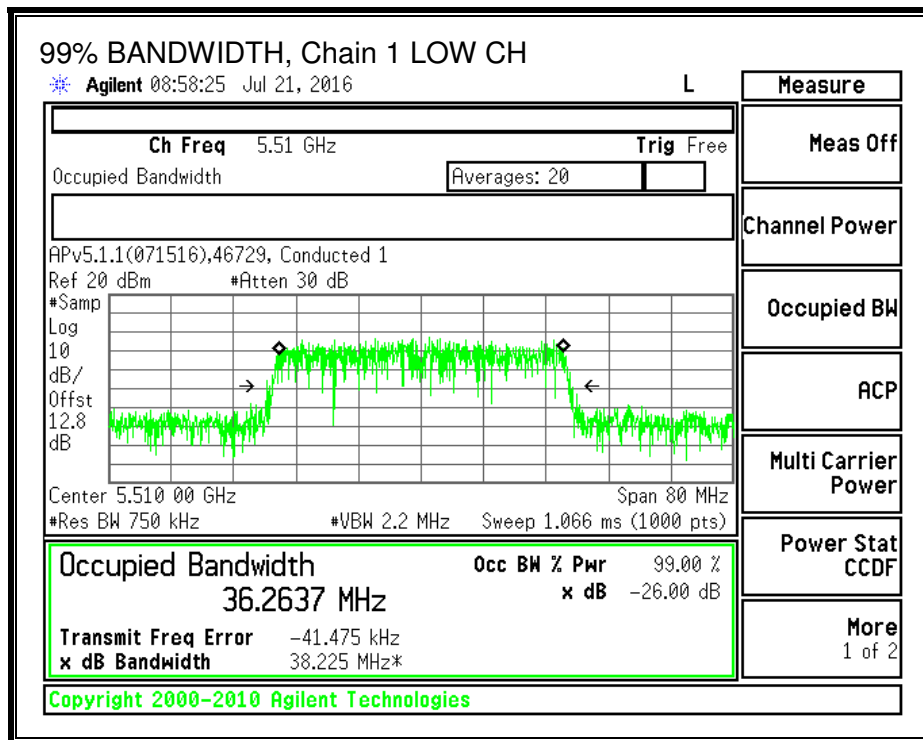 99% BANDWIDTH, Chain 1 LOW CH
Agilent 08:58:25 Jul 21, 2016 L
Measure
Ch Freq 5.51 GHz Trig Free
Meas Off
Occupied Bandwidth Averages: 20
Channel Power
APv5.1.1(071516),46729, Conducted 1
Ref 20 dBm #Atten 30 dB
#Samp
Log
10
dB/
Offst
12.8
dB
Occupied BW
ACP
Center 5.510 00 GHz Span 80 MHz
#Res BW 750 kHz #VBW 2.2 MHz Sweep 1.066 ms (1000 pts)
Multi Carrier
Power
Occupied Bandwidth Occ BW % Pwr 99.00 %
36.2637 MHz x dB -26.00 dB
Power Stat
CCDF
Transmit Freq Error -41.475 kHz
x dB Bandwidth 38.225 MHz*
More
1 of 2
Copyright 2000-2010 Agilent Technologies